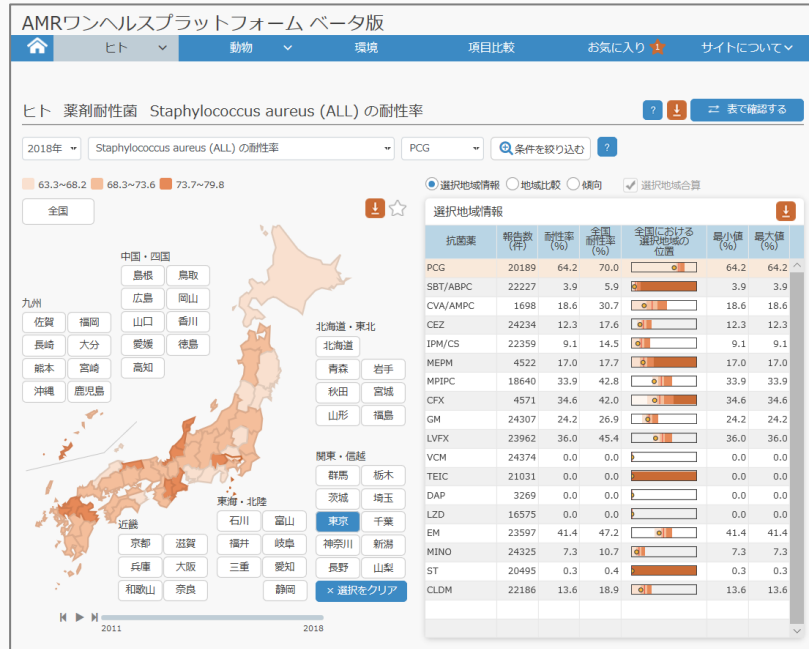 AMRワンヘルスプラットフォーム ベータ版
ヒト 動物 環境 項目比較 お気に入り 1 サイトについて
ヒト 薬剤耐性菌 Staphylococcus aureus (ALL) の耐性率
? 表で確認する
2018年 Staphylococcus aureus (ALL) の耐性率 PCG 条件を絞り込む ?
63.3~68.2 68.3~73.6 73.7~79.8
全国
中国・四国
島根 鳥取
広島 岡山
山口 香川
愛媛 徳島
高知
九州
佐賀 福岡
長崎 大分
熊本 宮崎
沖縄 鹿児島
北海道・東北
北海道
青森 岩手
秋田 宮城
山形 福島
関東・信越
群馬 栃木
茨城 埼玉
東京 千葉
神奈川 新潟
長野 山梨
× 選択をクリア
東海・北陸
石川 富山
福井 岐阜
三重 愛知
静岡
近畿
京都 滋賀
兵庫 大阪
和歌山 奈良
2011 2018
選択地域情報 地域比較 傾向 選択地域合算
選択地域情報
抗菌薬 報告数(件) 耐性率(%) 全国耐性率(%) 全国における選択地域の位置 最小値(%) 最大値(%)
PCG 20189 64.2 70.0 64.2 64.2
SBT/ABPC 22227 3.9 5.9 3.9 3.9
CVA/AMPC 1698 18.6 30.7 18.6 18.6
CEZ 24234 12.3 17.6 12.3 12.3
IPM/CS 22359 9.1 14.5 9.1 9.1
MEPM 4522 17.0 17.7 17.0 17.0
MPIPC 18640 33.9 42.8 33.9 33.9
CFX 4571 34.6 42.0 34.6 34.6
GM 24307 24.2 26.9 24.2 24.2
LVFX 23962 36.0 45.4 36.0 36.0
VCM 24374 0.0 0.0 0.0 0.0
TEIC 21031 0.0 0.0 0.0 0.0
DAP 3269 0.0 0.0 0.0 0.0
LZD 16575 0.0 0.0 0.0 0.0
EM 23597 41.4 47.2 41.4 41.4
MINO 24325 7.3 10.7 7.3 7.3
ST 20495 0.3 0.4 0.3 0.3
CLDM 22186 13.6 18.9 13.6 13.6